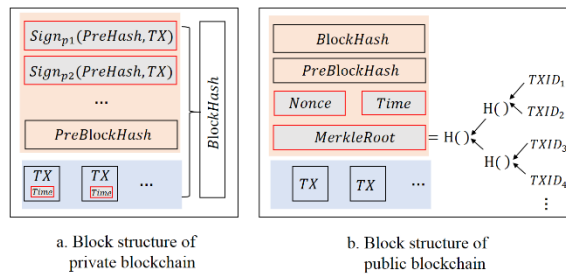 Sign_p1(PreHash,TX)
Sign_p2(PreHash,TX)
...
PreBlockHash
BlockHash
TX
Time
TX
Time
...
a. Block structure of
private blockchain
BlockHash
PreBlockHash
Nonce
Time
MerkleRoot
= H()
H()
H()
TXID_1
TXID_2
TXID_3
TXID_4
⋮
TX
TX
...
b. Block structure of
public blockchain